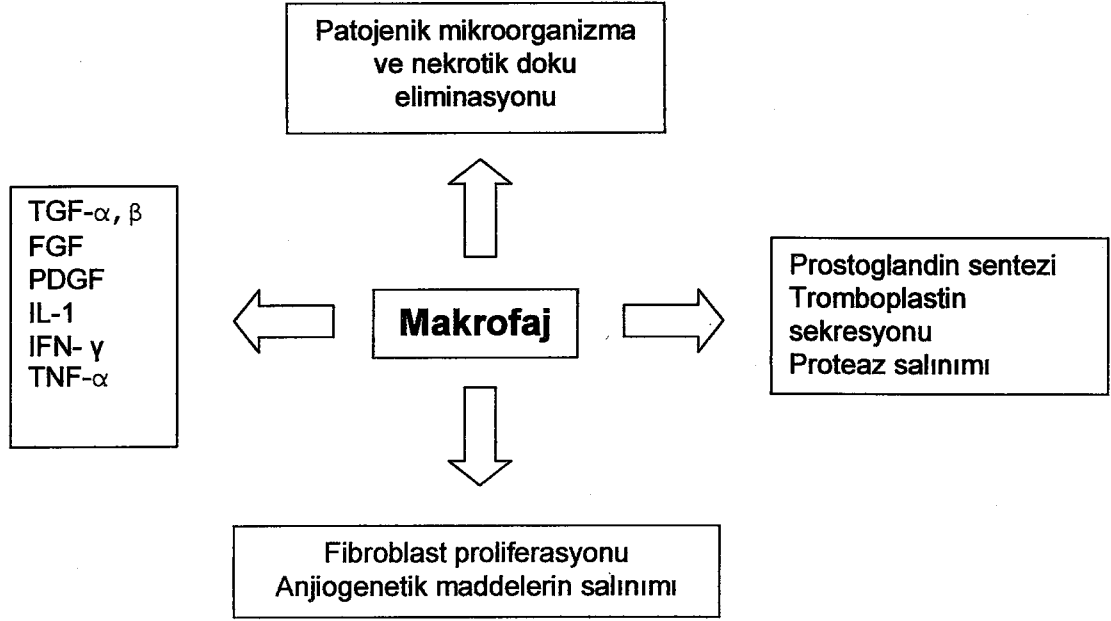 Patojenik mikroorganizma
ve nekrotik doku
eliminasyonu
TGF-α, β
FGF
PDGF
IL-1
IFN- γ
TNF-α
Makrofaj
Prostoglandin sentezi
Tromboplastin
sekresyonu
Proteaz salınımı
Fibroblast proliferasyonu
Anjiogenetik maddelerin salınımı